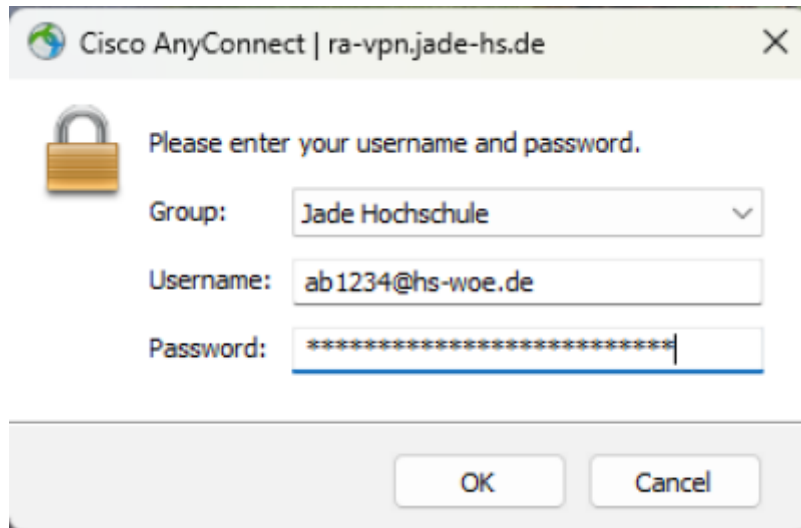 Cisco AnyConnect | ra-vpn.jade-hs.de
Please enter your username and password.
Group: Jade Hochschule
Username: ab1234@hs-woe.de
Password: **************************
OK Cancel